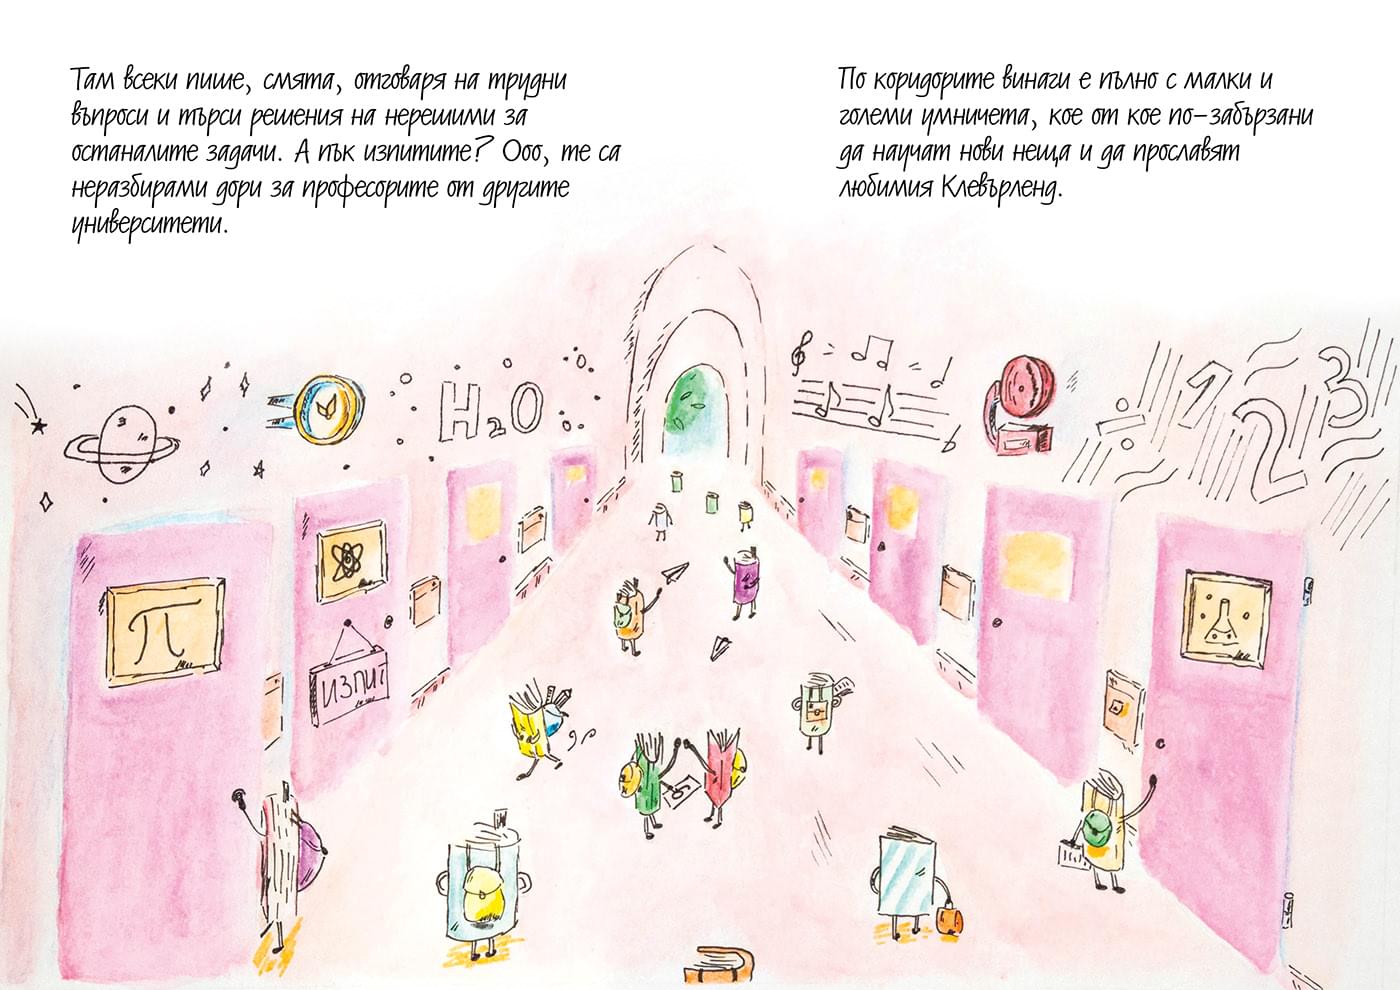 Там всеки пише, смята, отговаря на трудни
въпроси и търси решения на нерешими за
останалите задачи. А пък изпитите? Ооо, те са
неразбирами дори за професорите от другите
университети.
По коридорите винаги е пълно с малки и
големи умничета, кое от кое по-забързани
да научат нови неща и да прославят
любимия Клевърленд.
H₂O
1 2 3
π
ИЗПИТ